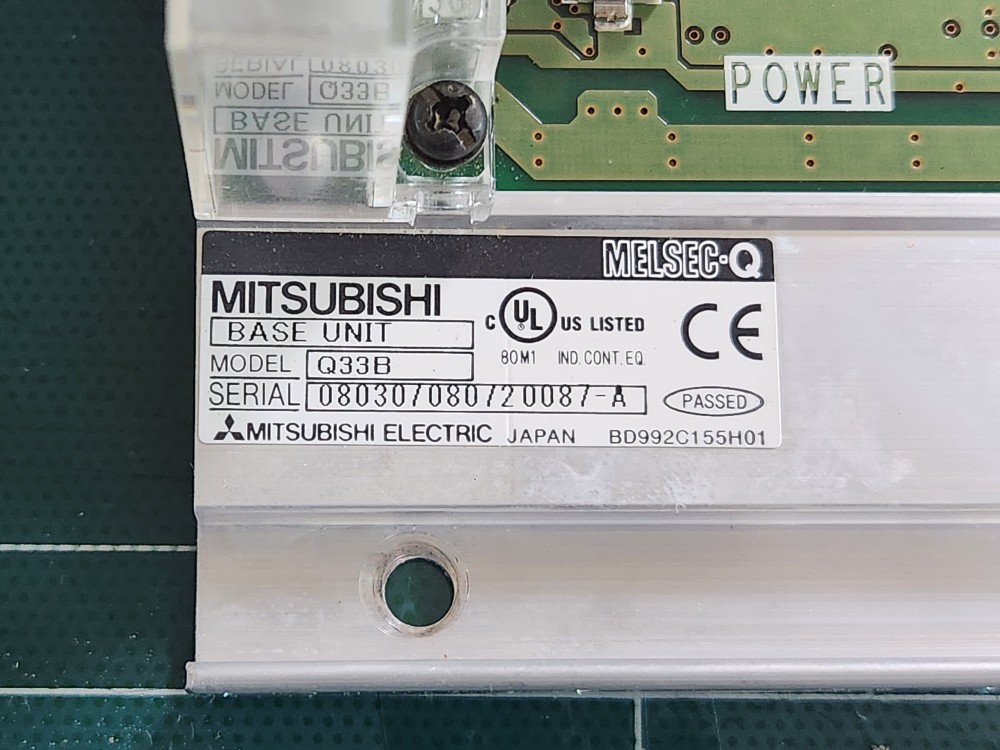 POWER
MELSEC-Q
MITSUBISHI
BASE UNIT
C UL US LISTED
CE
80M1 IND. CONT. EQ.
MODEL Q33B
SERIAL 080307080720087-A
PASSED
MITSUBISHI ELECTRIC JAPAN BD992C155H01